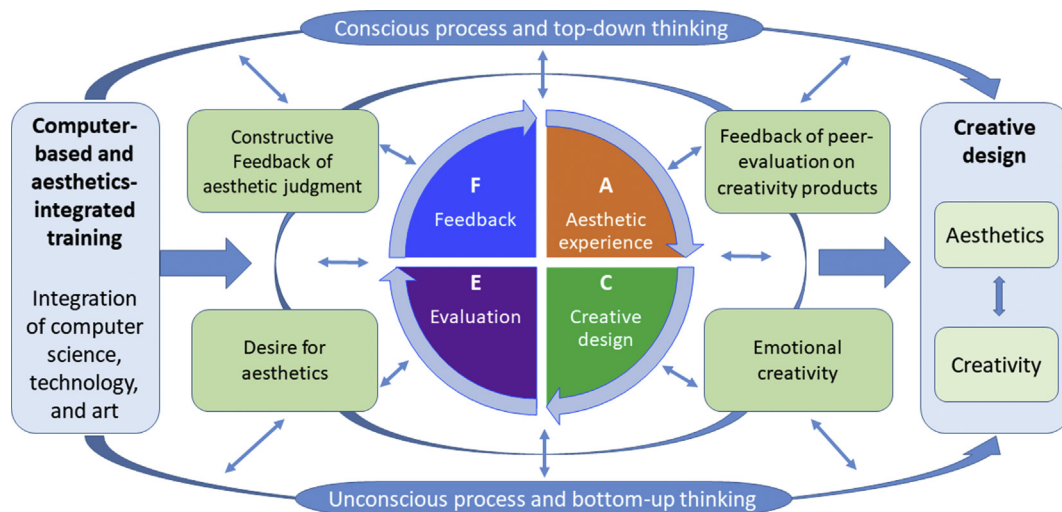 Conscious process and top-down thinking
Computer-
based and
aesthetics-
integrated
training
Integration
of computer
science,
technology,
and art
Constructive
Feedback of
aesthetic judgment
Desire for
aesthetics
F
Feedback
A
Aesthetic
experience
E
Evaluation
C
Creative
design
Feedback of peer-
evaluation on
creativity products
Emotional
creativity
Creative
design
Aesthetics
Creativity
Unconscious process and bottom-up thinking